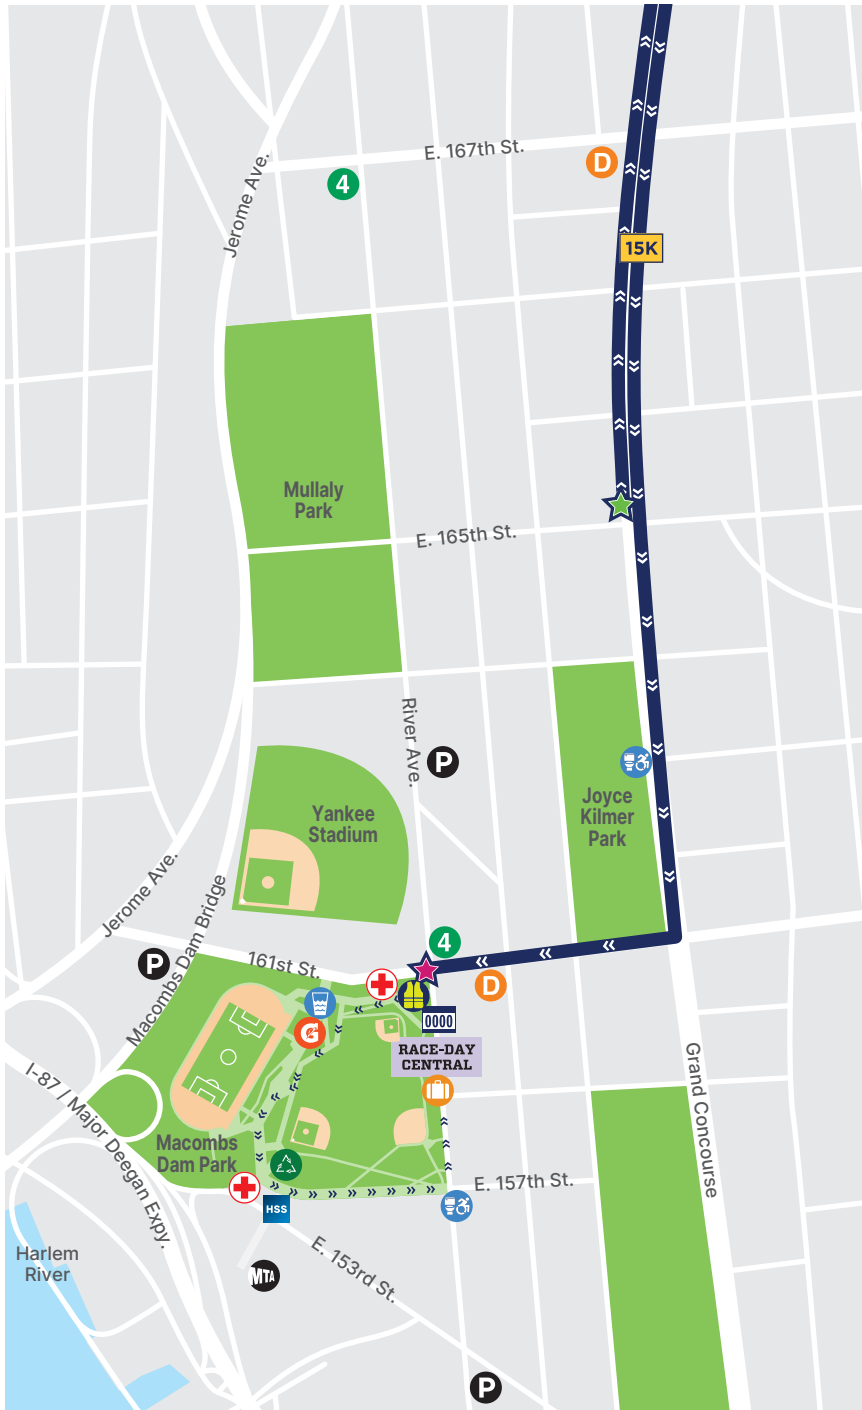 E. 167th St.
D
4
Jerome Ave.
15K
Mullaly
Park
E. 165th St.
River Ave.
P
Joyce
Kilmer
Park
Yankee
Stadium
Jerome Ave.
Macombs Dam Bridge
4
P
161st St.
D
0000
RACE-DAY
CENTRAL
G
I-87 / Major Deegan Expy.
Grand Concourse
Macombs
Dam Park
E. 157th St.
HSS
Harlem
River
MTA
E. 153rd St.
P